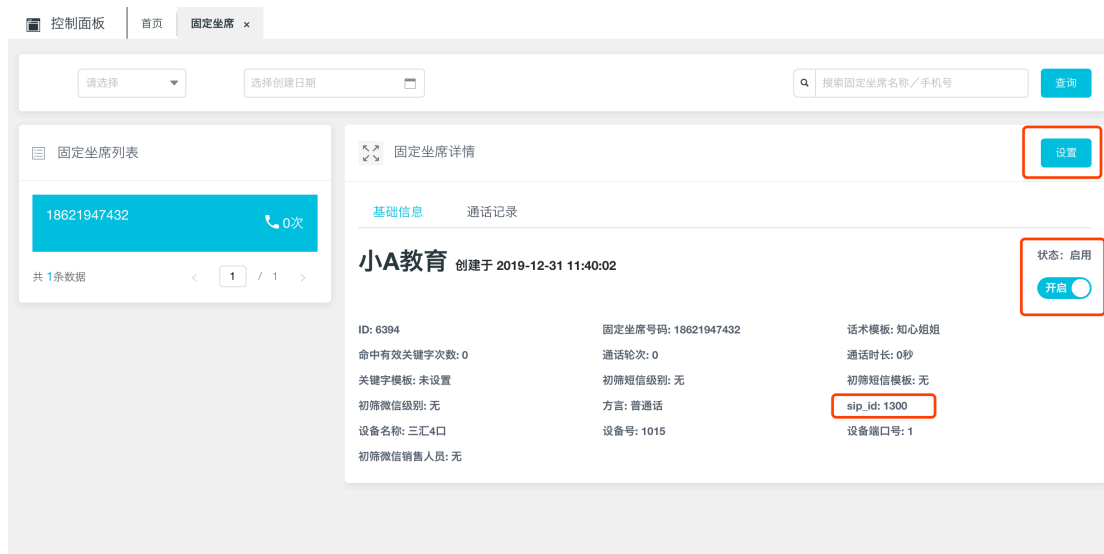 控制面板 首页 固定坐席 ×
请选择 选择创建日期 搜索固定坐席名称／手机号 查询
固定坐席列表
18621947432
0次
共 1条数据 < 1 / 1 >
固定坐席详情 设置
基础信息 通话记录
小A教育 创建于 2019-12-31 11:40:02
状态：启用
开启
ID: 6394 固定坐席号码: 18621947432 话术模板: 知心姐姐
命中有效关键字次数: 0 通话轮次: 0 通话时长: 0秒
关键字模板: 未设置 初筛短信级别: 无 初筛短信模板: 无
初筛微信级别: 无 方言: 普通话 sip_id: 1300
设备名称: 三汇4口 设备号: 1015 设备端口号: 1
初筛微信销售人员: 无